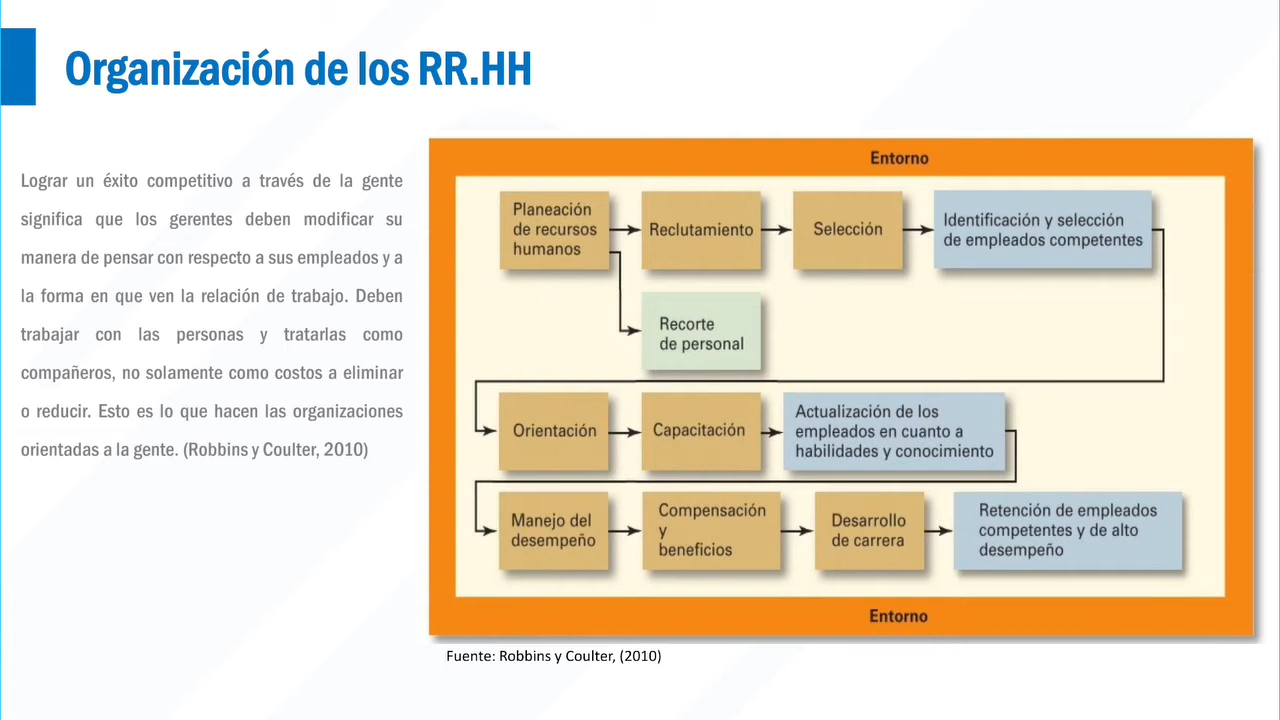 Organización de los RR.HH
Lograr un éxito competitivo a través de la gente
significa que los gerentes deben modificar su
manera de pensar con respecto a sus empleados y a
la forma en que ven la relación de trabajo. Deben
trabajar con las personas y tratarlas como
compañeros, no solamente como costos a eliminar
o reducir. Esto es lo que hacen las organizaciones
orientadas a la gente. (Robbins y Coulter, 2010)
Entorno
Planeación
de recursos
humanos
Reclutamiento
Selección
Identificación y selección
de empleados competentes
Recorte
de personal
Orientación
Capacitación
Actualización de los
empleados en cuanto a
habilidades y conocimiento
Manejo del
desempeño
Compensación
y
beneficios
Desarrollo
de carrera
Retención de empleados
competentes y de alto
desempeño
Entorno
Fuente: Robbins y Coulter, (2010)